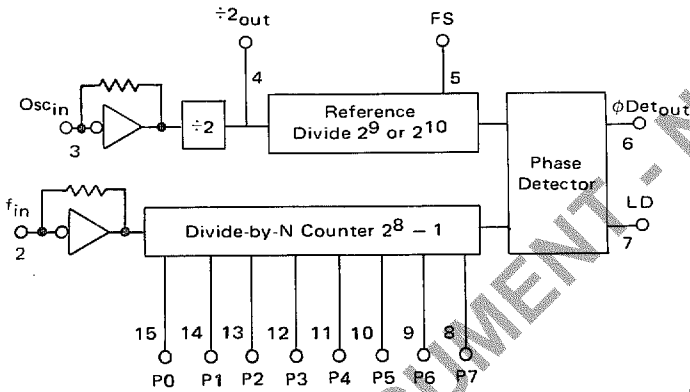 ÷2out
FS
4
5
Oscin
3
÷2
Reference
Divide 2⁹ or 2¹⁰
Phase
Detector
φDetout
6
LD
7
fin
2
Divide-by-N Counter 2⁸ – 1
15 14 13 12 11 10 9 8
P0 P1 P2 P3 P4 P5 P6 P7